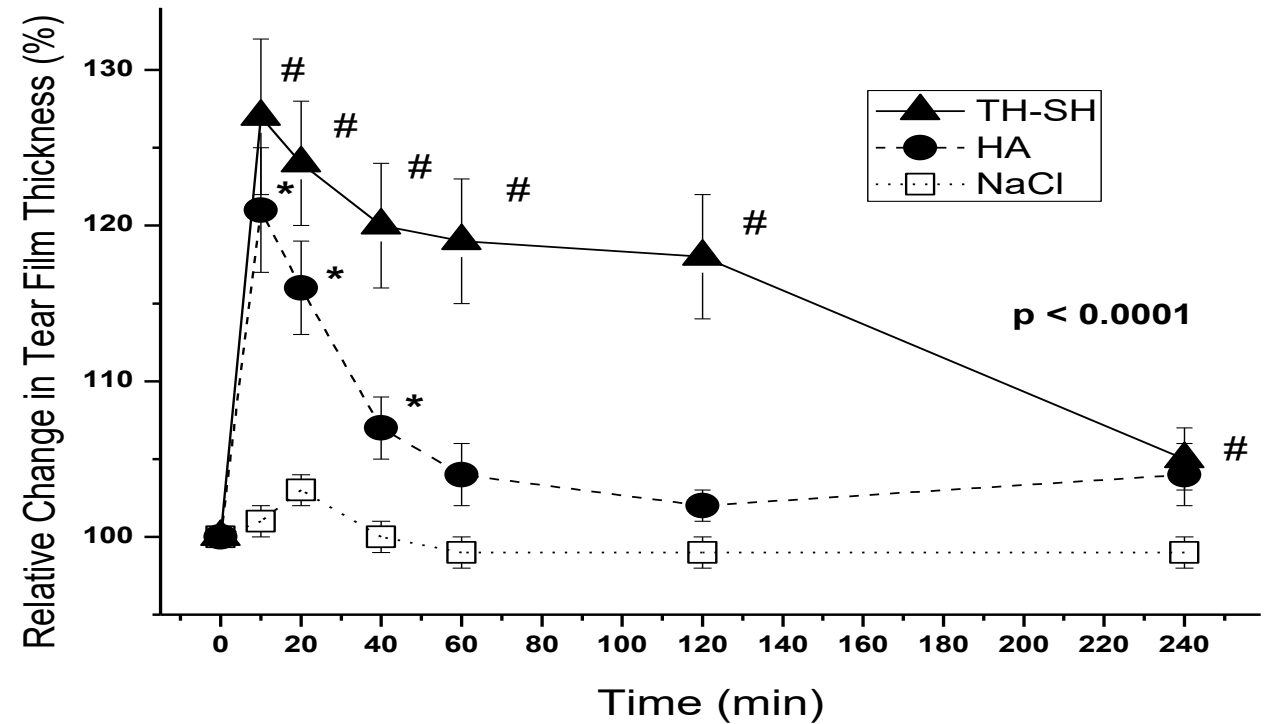 Relative Change in Tear Film Thickness (%)
130
120
110
100
#
#
#
#
#
#
*
*
*
TH-SH
HA
NaCl
p < 0.0001
0 20 40 60 80 100 120 140 160 180 200 220 240
Time (min)